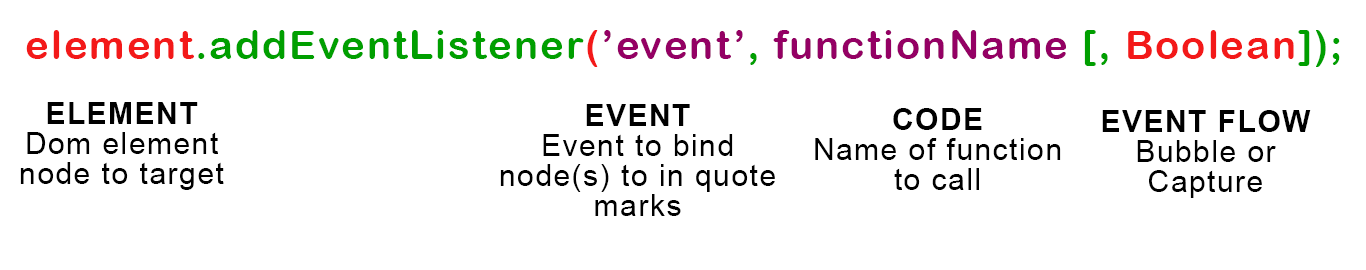 element.addEventListener(’event’, functionName [, Boolean]);
ELEMENT
Dom element
node to target
EVENT
Event to bind
node(s) to in quote
marks
CODE
Name of function
to call
EVENT FLOW
Bubble or
Capture